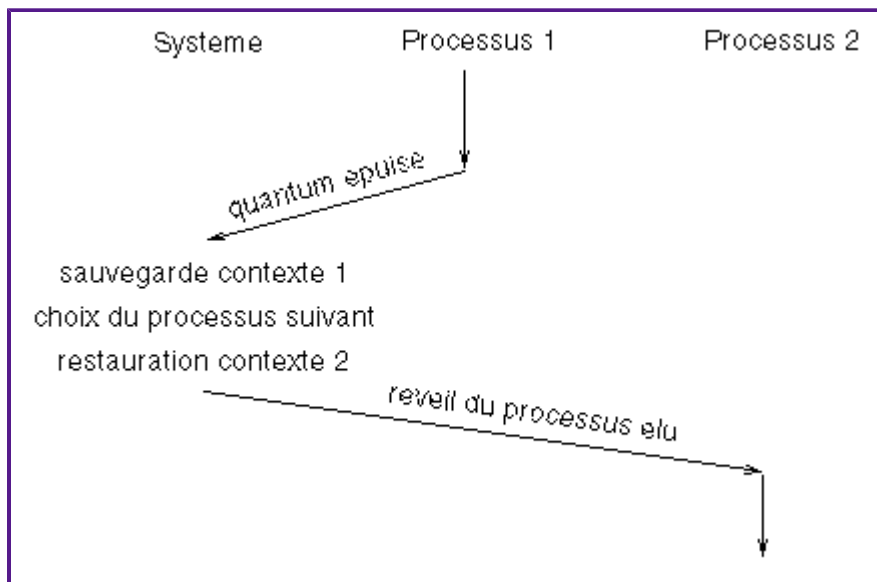 Systeme Processus 1 Processus 2
quantum epuise
sauvegarde contexte 1
choix du processus suivant
restauration contexte 2
reveil du processus elu